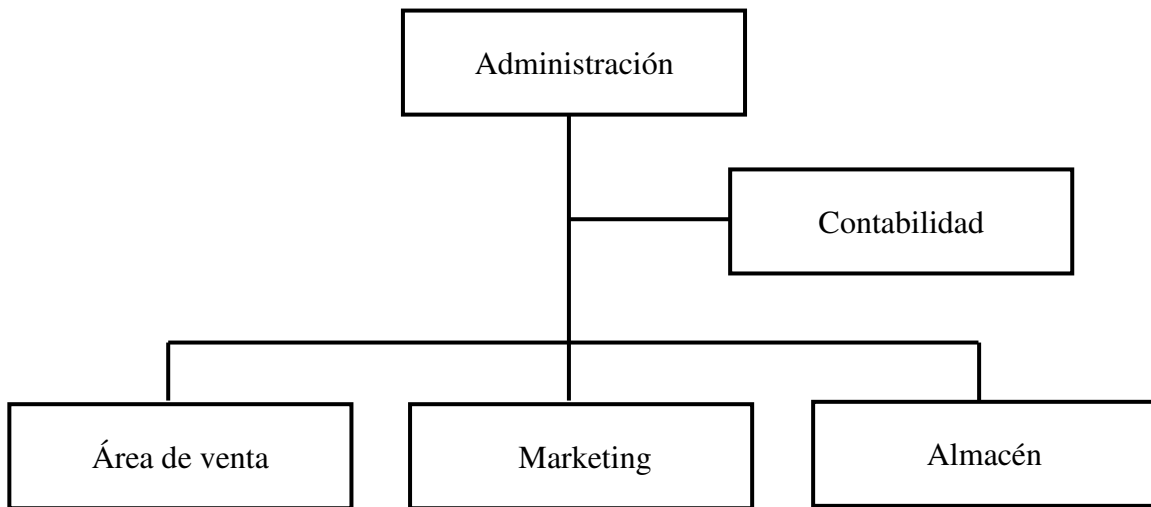 Administración
Contabilidad
Área de venta
Marketing
Almacén